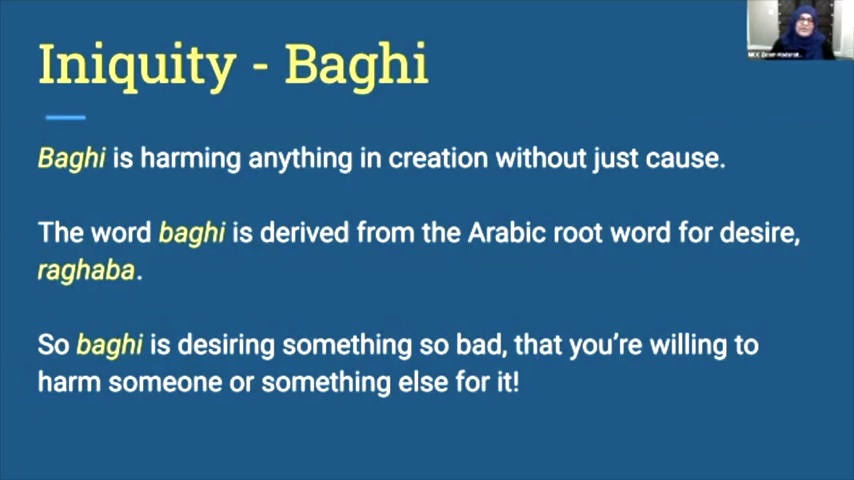 Iniquity - Baghi
Baghi is harming anything in creation without just cause.
The word baghi is derived from the Arabic root word for desire,
raghaba.
So baghi is desiring something so bad, that you're willing to
harm someone or something else for it!